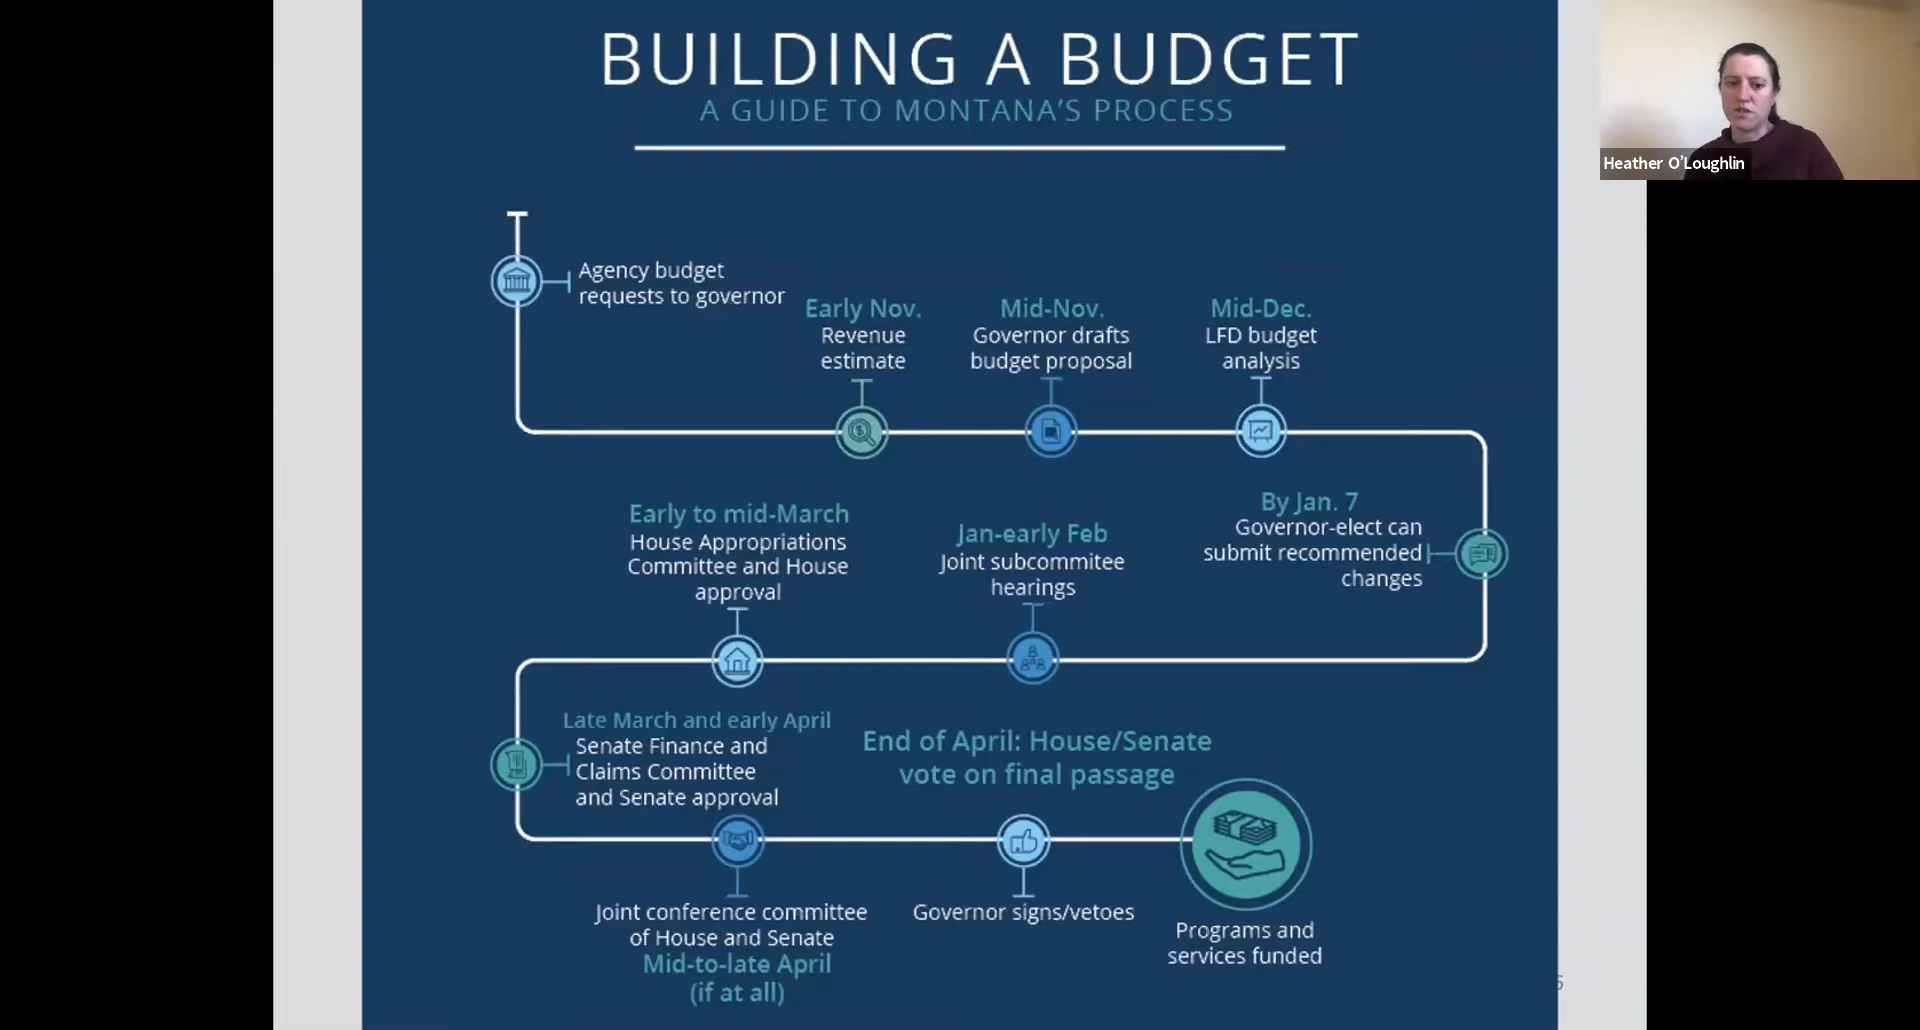 BUILDING A BUDGET
A GUIDE TO MONTANA'S PROCESS
Heather O'Loughlin
Agency budget
requests to governor
Early Nov.
Revenue
estimate
Mid-Nov.
Governor drafts
budget proposal
Mid-Dec.
LFD budget
analysis
By Jan. 7
Governor-elect can
submit recommended
changes
Jan-early Feb
Joint subcommitee
hearings
Early to mid-March
House Appropriations
Committee and House
approval
Late March and early April
Senate Finance and
Claims Committee
and Senate approval
End of April: House/Senate
vote on final passage
Joint conference committee
of House and Senate
Mid-to-late April
(if at all)
Governor signs/vetoes
Programs and
services funded